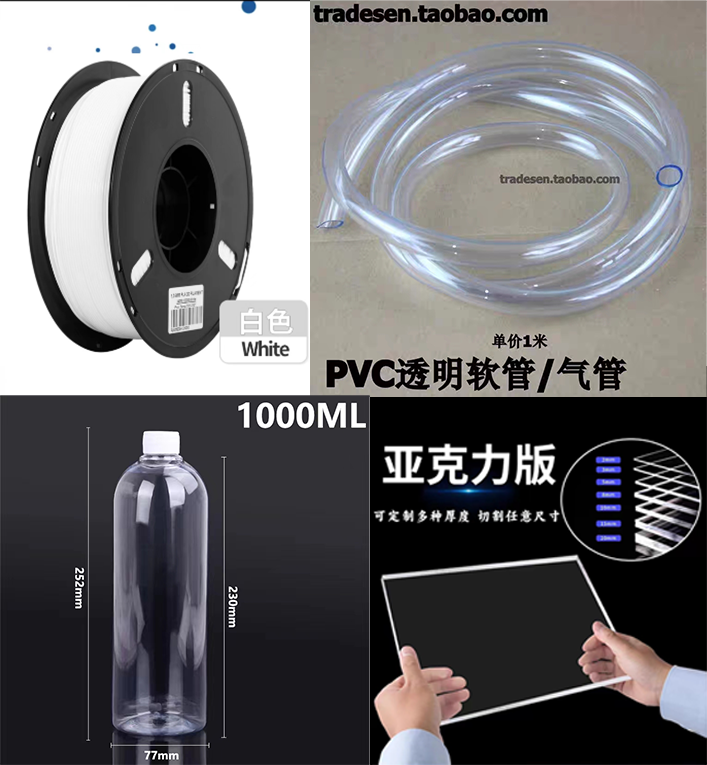 白色
White
tradesen.taobao.com
tradesen.taobao.com
单价1米
PVC透明软管/气管
1000ML
252mm
230mm
77mm
亚克力版
可定制多种厚度 切割任意尺寸